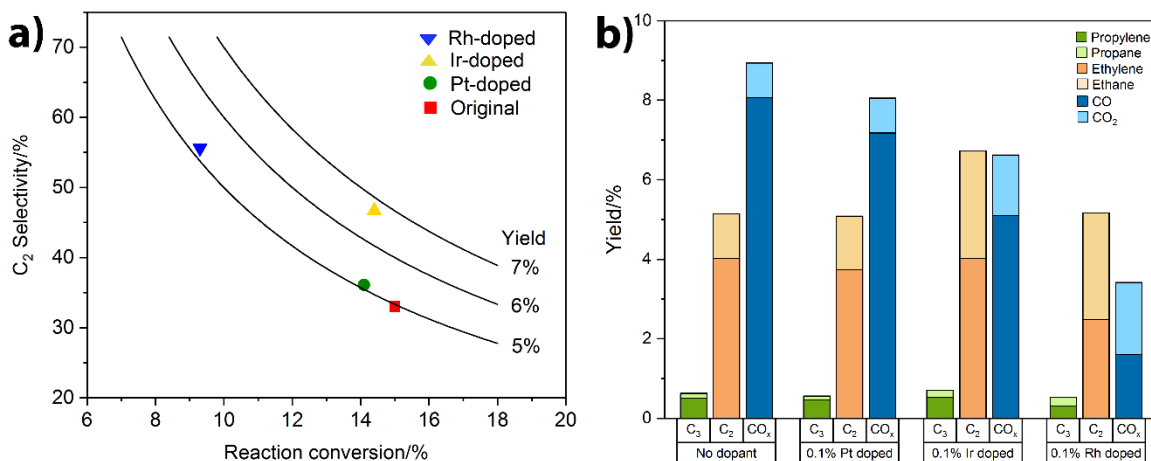 a)
C₂ Selectivity/%
70
60
50
40
30
20
6
8
10
12
14
16
18
20
Reaction conversion/%
Rh-doped
Ir-doped
Pt-doped
Original
Yield
7%
6%
5%
b)
Yield/%
10
8
6
4
2
0
Propylene
Propane
Ethylene
Ethane
CO
CO₂
C₃ C₂ COₓ C₃ C₂ COₓ C₃ C₂ COₓ C₃ C₂ COₓ
No dopant 0.1% Pt doped 0.1% Ir doped 0.1% Rh doped